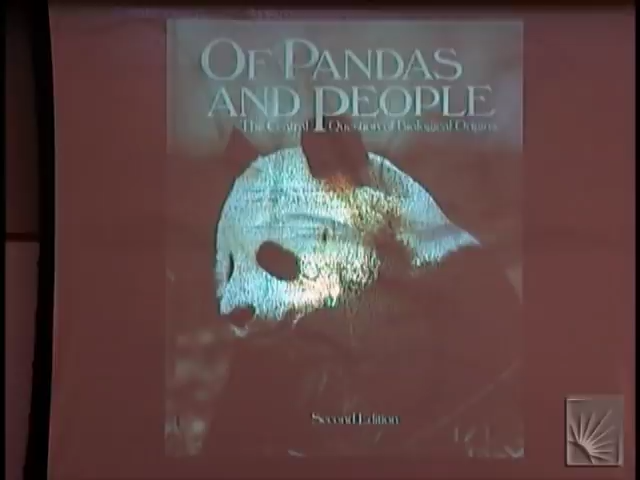 OF PANDAS
AND PEOPLE
The Central Question of Biological Origins
Second Edition